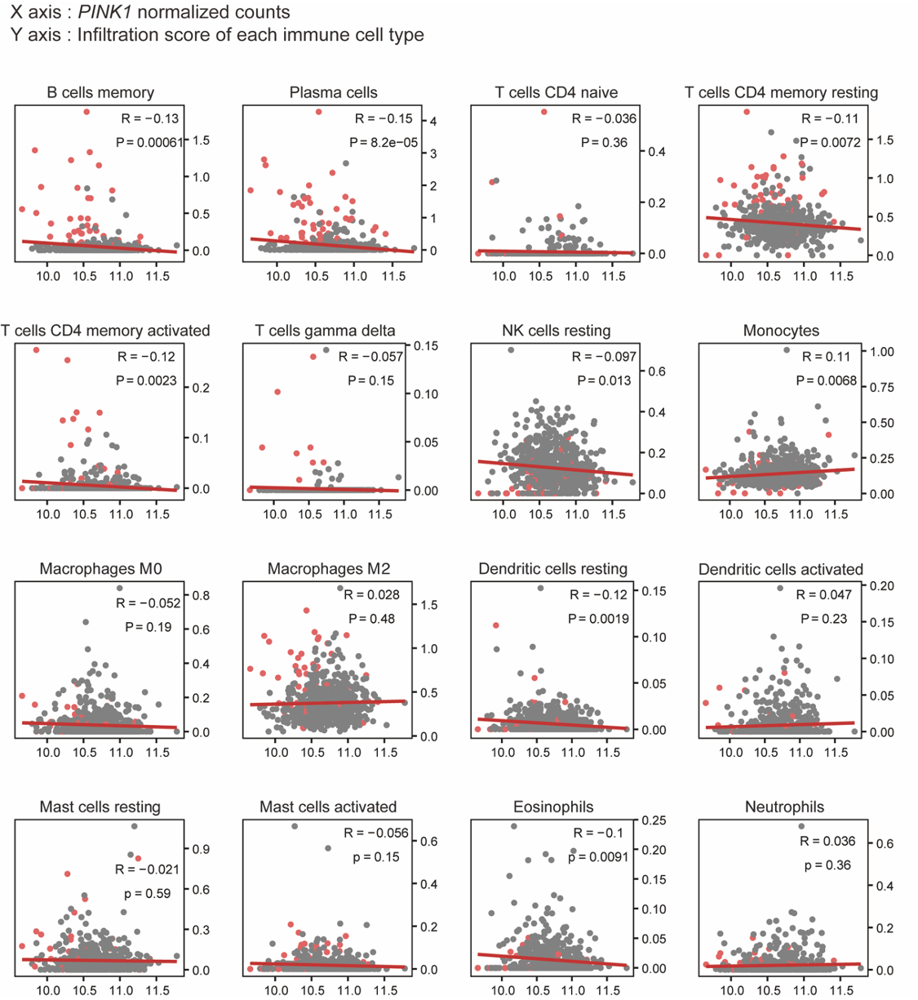 X axis : PINK1 normalized counts
Y axis : Infiltration score of each immune cell type
B cells memory
R = −0.13
P = 0.00061
1.5
1.0
0.5
0.0
10.0 10.5 11.0 11.5
Plasma cells
R = −0.15
P = 8.2e−05
4
3
2
1
0
10.0 10.5 11.0 11.5
T cells CD4 naive
R = −0.036
P = 0.36
0.4
0.2
0.0
10.0 10.5 11.0 11.5
T cells CD4 memory resting
R = −0.11
P = 0.0072
1.5
1.0
0.5
0.0
10.0 10.5 11.0 11.5
T cells CD4 memory activated
R = −0.12
P = 0.0023
0.2
0.1
0.0
10.0 10.5 11.0 11.5
T cells gamma delta
R = −0.057
P = 0.15
0.15
0.10
0.05
0.00
10.0 10.5 11.0 11.5
NK cells resting
R = −0.097
P = 0.013
0.6
0.4
0.2
0.0
10.0 10.5 11.0 11.5
Monocytes
R = 0.11
P = 0.0068
1.00
0.75
0.50
0.25
0.00
10.0 10.5 11.0 11.5
Macrophages M0
R = −0.052
P = 0.19
0.8
0.6
0.4
0.2
0.0
10.0 10.5 11.0 11.5
Macrophages M2
R = 0.028
P = 0.48
1.5
1.0
0.5
0.0
10.0 10.5 11.0 11.5
Dendritic cells resting
R = −0.12
P = 0.0019
0.15
0.10
0.05
0.00
10.0 10.5 11.0 11.5
Dendritic cells activated
R = 0.047
P = 0.23
0.20
0.15
0.10
0.05
0.00
10.0 10.5 11.0 11.5
Mast cells resting
R = −0.021
p = 0.59
0.9
0.6
0.3
0.0
10.0 10.5 11.0 11.5
Mast cells activated
R = −0.056
p = 0.15
0.6
0.4
0.2
0.0
10.0 10.5 11.0 11.5
Eosinophils
R = −0.1
p = 0.0091
0.25
0.20
0.15
0.10
0.05
0.00
10.0 10.5 11.0 11.5
Neutrophils
R = 0.036
p = 0.36
0.6
0.4
0.2
0.0
10.0 10.5 11.0 11.5